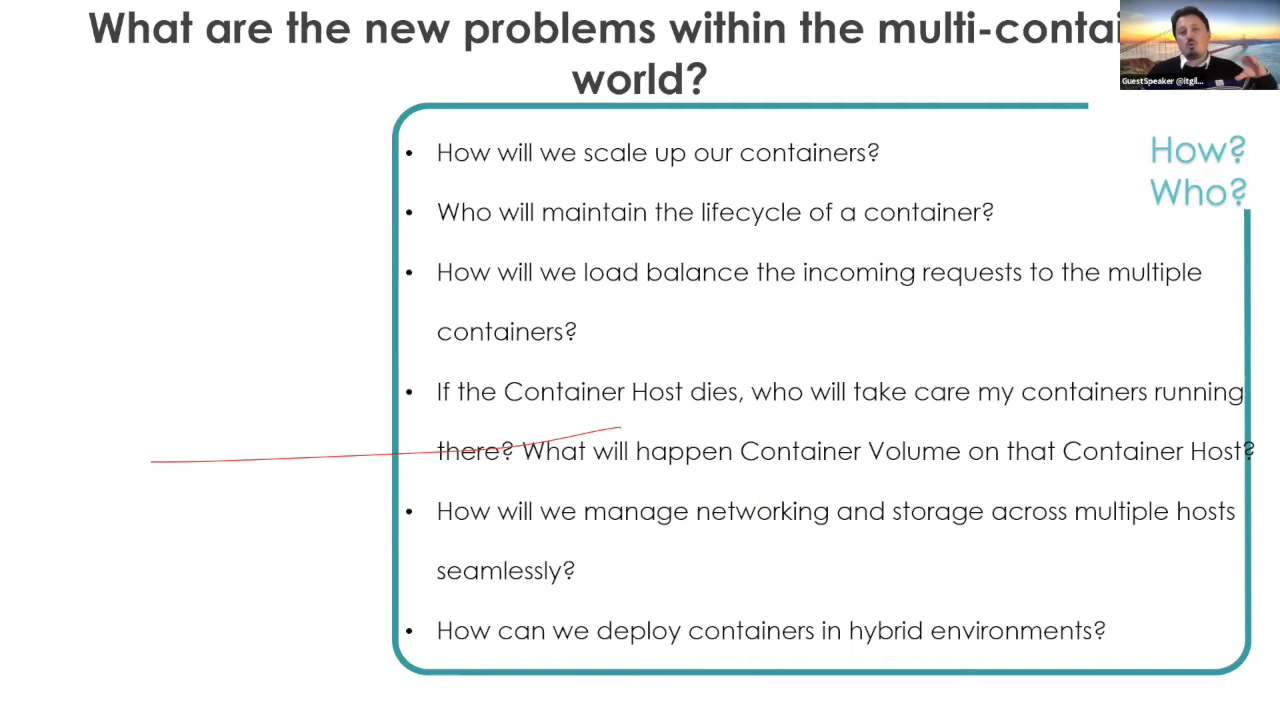 What are the new problems within the multi-contai
world?
GuestSpeaker @itgil...
How?
Who?
• How will we scale up our containers?
• Who will maintain the lifecycle of a container?
• How will we load balance the incoming requests to the multiple
containers?
• If the Container Host dies, who will take care my containers running
there? What will happen Container Volume on that Container Host?
• How will we manage networking and storage across multiple hosts
seamlessly?
• How can we deploy containers in hybrid environments?